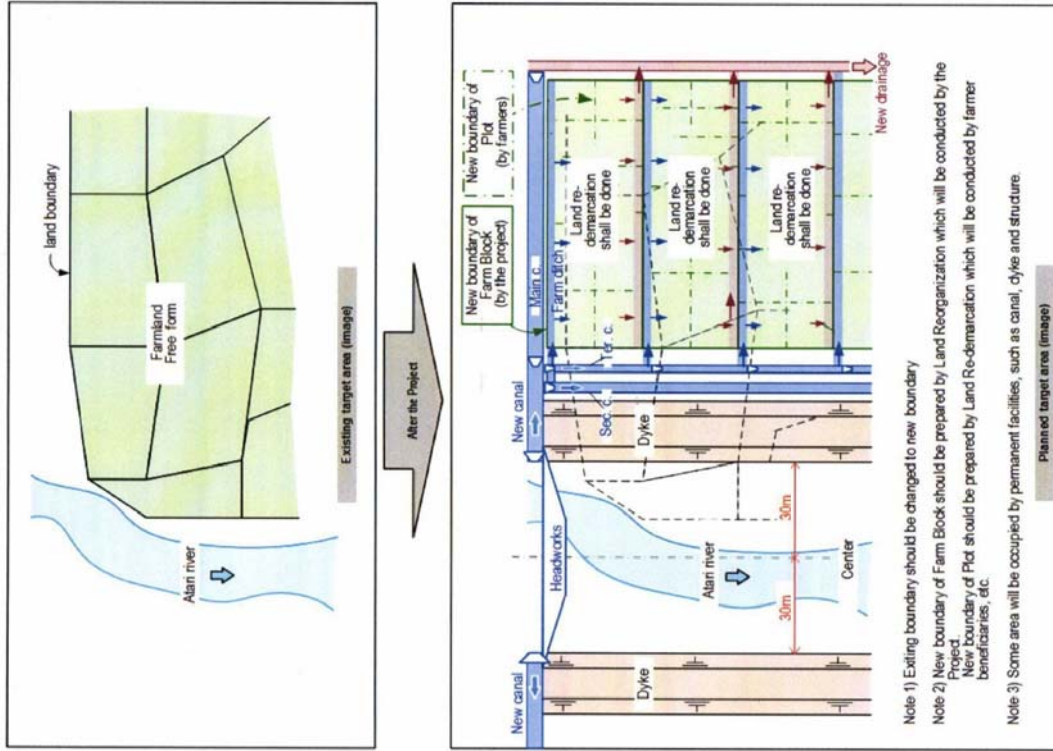 land boundary
Farmland
Free form
Atari river
Existing target area (image)
After the Project
New boundary of
Farm Block
(by the project)
New boundary of
Plot
(by farmers)
New canal
Main c.
Farm ditch
New canal
Headworks
Sec. c.
Ter. c.
Dyke
Dyke
Land re-
demarcation
shall be done
Land re-
demarcation
shall be done
Land re-
demarcation
shall be done
30m
30m
Atari river
Center
New drainage
Note 1) Exiting boundary should be changed to new boundary
Note 2) New boundary of Farm Block should be prepared by Land Reorganization which will be conducted by the
Project.
New boundary of Plot should be prepared by Land Re-demarcation which will be conducted by farmer
beneficiaries, etc.
Note 3) Some area will be occupied by permanent facilities, such as canal, dyke and structure.
Planned target area (image)